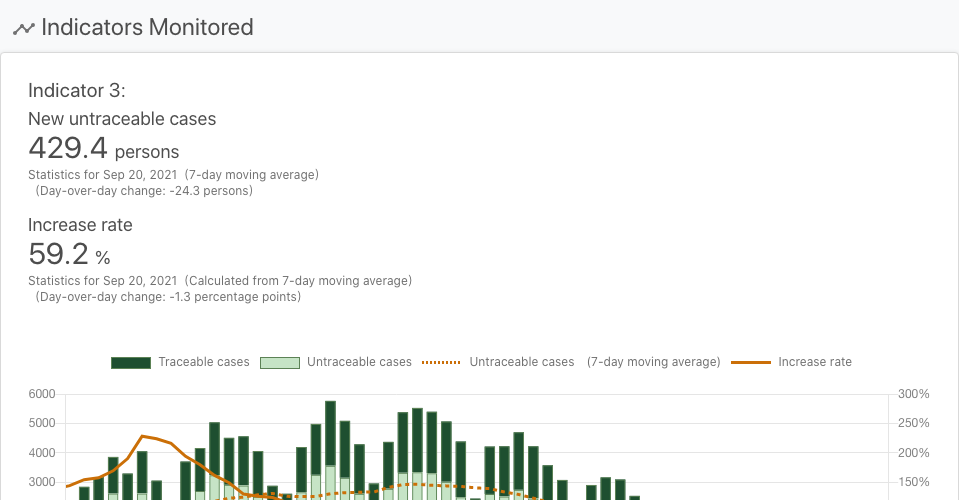 Indicators Monitored
Indicator 3:
New untraceable cases
429.4 persons
Statistics for Sep 20, 2021 (7-day moving average)
(Day-over-day change: -24.3 persons)
Increase rate
59.2 %
Statistics for Sep 20, 2021 (Calculated from 7-day moving average)
(Day-over-day change: -1.3 percentage points)
Traceable cases Untraceable cases Untraceable cases (7-day moving average) Increase rate
6000 300%
5000 250%
4000 200%
3000 150%